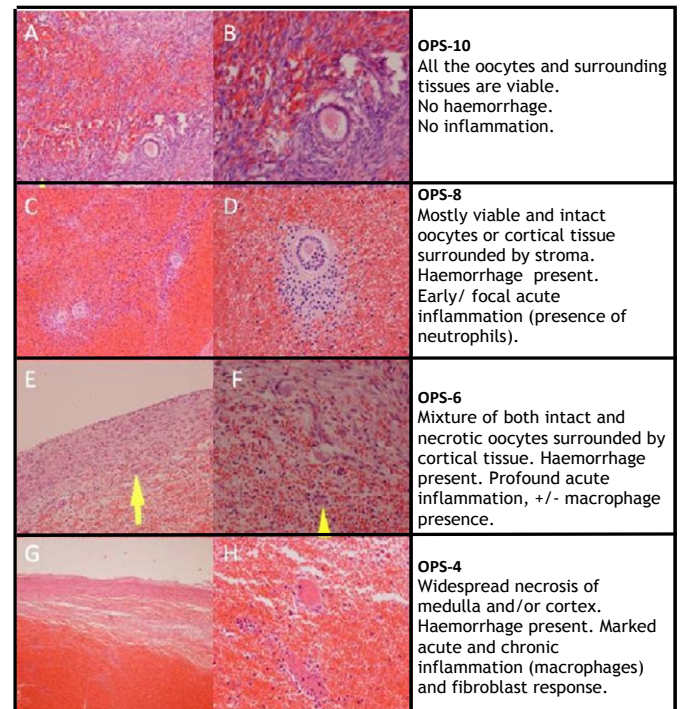 A
B
OPS-10
All the oocytes and surrounding
tissues are viable.
No haemorrhage.
No inflammation.
C
D
OPS-8
Mostly viable and intact
oocytes or cortical tissue
surrounded by stroma.
Haemorrhage present.
Early/ focal acute
inflammation (presence of
neutrophils).
E
F
OPS-6
Mixture of both intact and
necrotic oocytes surrounded by
cortical tissue. Haemorrhage
present. Profound acute
inflammation, +/- macrophage
presence.
G
H
OPS-4
Widespread necrosis of
medulla and/or cortex.
Haemorrhage present. Marked
acute and chronic
inflammation (macrophages)
and fibroblast response.